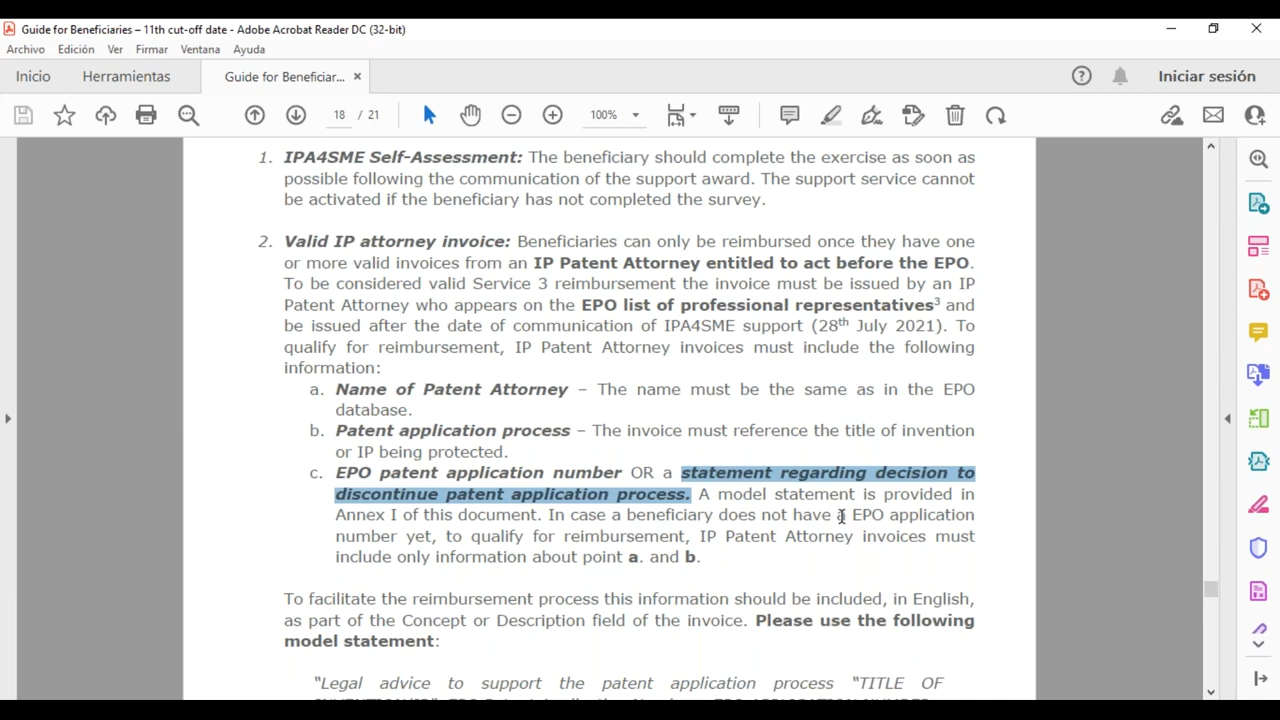 Guide for Beneficiaries – 11th cut-off date - Adobe Acrobat Reader DC (32-bit)
Archivo Edición Ver Firmar Ventana Ayuda
Inicio Herramientas Guide for Beneficiar... × Iniciar sesión
18 / 21 100%
1. IPA4SME Self-Assessment: The beneficiary should complete the exercise as soon as
possible following the communication of the support award. The support service cannot
be activated if the beneficiary has not completed the survey.
2. Valid IP attorney invoice: Beneficiaries can only be reimbursed once they have one
or more valid invoices from an IP Patent Attorney entitled to act before the EPO.
To be considered valid Service 3 reimbursement the invoice must be issued by an IP
Patent Attorney who appears on the EPO list of professional representatives³ and
be issued after the date of communication of IPA4SME support (28th July 2021). To
qualify for reimbursement, IP Patent Attorney invoices must include the following
information:
a. Name of Patent Attorney – The name must be the same as in the EPO
database.
b. Patent application process – The invoice must reference the title of invention
or IP being protected.
c. EPO patent application number OR a statement regarding decision to
discontinue patent application process. A model statement is provided in
Annex I of this document. In case a beneficiary does not have a EPO application
number yet, to qualify for reimbursement, IP Patent Attorney invoices must
include only information about point a. and b.
To facilitate the reimbursement process this information should be included, in English,
as part of the Concept or Description field of the invoice. Please use the following
model statement:
"Legal advice to support the patent application process "TITLE OF